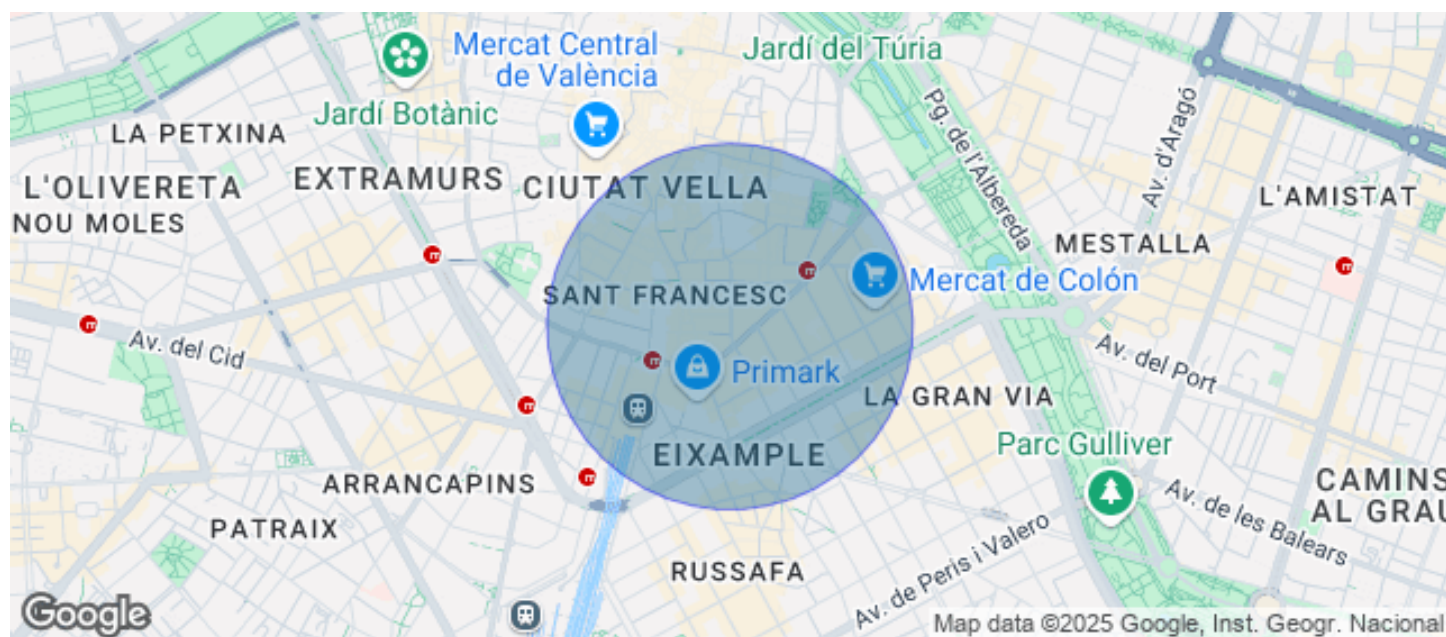 Mercat Central
de València
Jardí del Túria
Jardí Botànic
LA PETXINA
L'OLIVERETA
NOU MOLES
EXTRAMURS
CIUTAT VELLA
Pg. de l'Albereda
Av. d'Aragó
L'AMISTAT
MESTALLA
Mercat de Colón
SANT FRANCESC
Av. del Cid
Primark
Av. del Port
LA GRAN VIA
EIXAMPLE
Parc Gulliver
ARRANCAPINS
CAMINS
AL GRAU
PATRAIX
Av. de les Balears
RUSSAFA
Av. de Peris i Valero
Google
Map data ©2025 Google, Inst. Geogr. Nacional